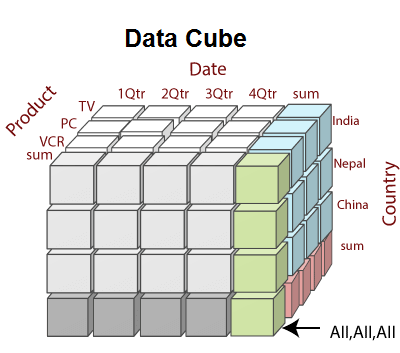 Data Cube
Date
Product
1Qtr 2Qtr 3Qtr 4Qtr sum
TV
PC
VCR
sum
India
Nepal
China
sum
Country
All,All,All